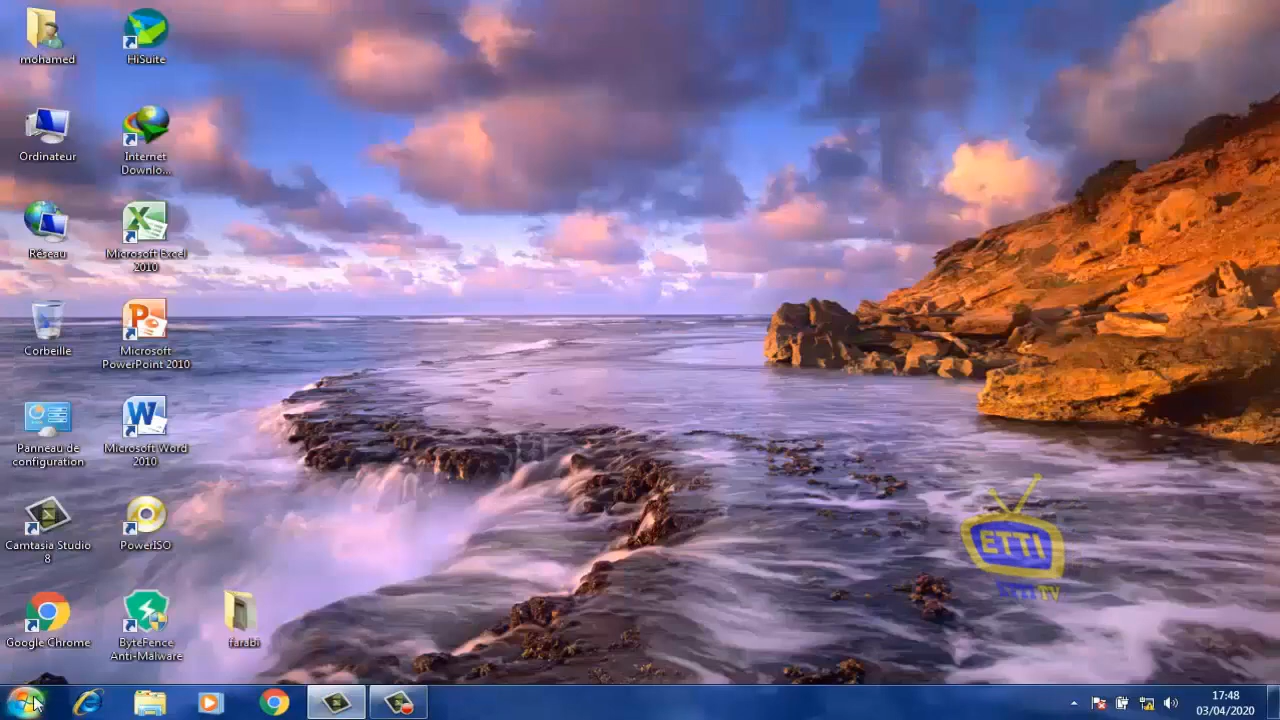 mohamed
HiSuite
Ordinateur
Internet
Downlo...
Réseau
Microsoft Excel
2010
Corbeille
Microsoft
PowerPoint 2010
Panneau de
configuration
Microsoft Word
2010
Camtasia Studio
8
PowerISO
Google Chrome
ByteFence
Anti-Malware
farabi
ETTI
TV
17:48
03/04/2020